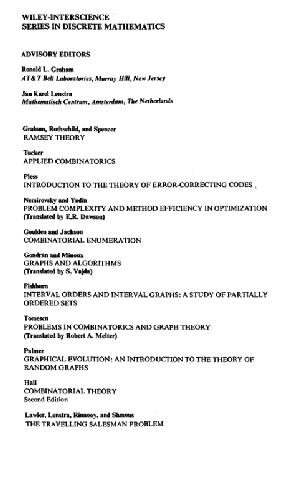 WILEY-INTERSCIENCE
SERIES IN DISCRETE MATHEMATICS
ADVISORY EDITORS
Ronald L. Graham
AT & T Bell Laboratories, Murray Hill, New Jersey
Jan Karel Lenstra
Mathematisch Centrum, Amsterdam, The Netherlands
Graham, Rothschild, and Spencer
RAMSEY THEORY
Tucker
APPLIED COMBINATORICS
Pless
INTRODUCTION TO THE THEORY OF ERROR-CORRECTING CODES
Nemirovsky and Yudin
PROBLEM COMPLEXITY AND METHOD EFFICIENCY IN OPTIMIZATION
(Translated by E.R. Dawson)
Goulden and Jackson
COMBINATORIAL ENUMERATION
Gondran and Minoux
GRAPHS AND ALGORITHMS
(Translated by S. Vajda)
Fishburn
INTERVAL ORDERS AND INTERVAL GRAPHS: A STUDY OF PARTIALLY
ORDERED SETS
Tomescu
PROBLEMS IN COMBINATORICS AND GRAPH THEORY
(Translated by Robert A. Melter)
Palmer
GRAPHICAL EVOLUTION: AN INTRODUCTION TO THE THEORY OF
RANDOM GRAPHS
Hall
COMBINATORIAL THEORY
Second Edition
Lawler, Lenstra, Rinnooy, and Shmoys
THE TRAVELLING SALESMAN PROBLEM